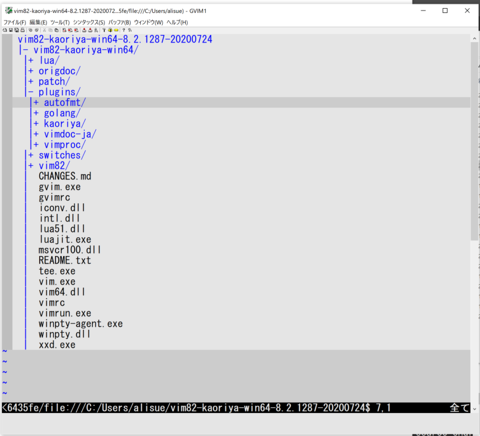 vim82-kaoriya-win64-8.2.1287-2020072...5fe/file:///C:/Users/alisue) - GVIM1
ファイル(F) 編集(E) ツール(T) シンタックス(S) バッファ(B) ウィンドウ(W) ヘルプ(H)
vim82-kaoriya-win64-8.2.1287-20200724
|- vim82-kaoriya-win64/
|+ lua/
|+ origdoc/
|+ patch/
|- plugins/
|+ autofmt/
|+ golang/
|+ kaoriya/
|+ vimdoc-ja/
|+ vimproc/
|+ switches/
|+ vim82/
| CHANGES.md
| gvim.exe
| gvimrc
| iconv.dll
| intl.dll
| lua51.dll
| luajit.exe
| msvcr100.dll
| README.txt
| tee.exe
| vim.exe
| vim64.dll
| vimrc
| vimrun.exe
| winpty-agent.exe
| winpty.dll
| xxd.exe
~
~
~
~
~
<6435fe/file:///C:/Users/alisue/vim82-kaoriya-win64-8.2.1287-20200724$ 7,1 全て